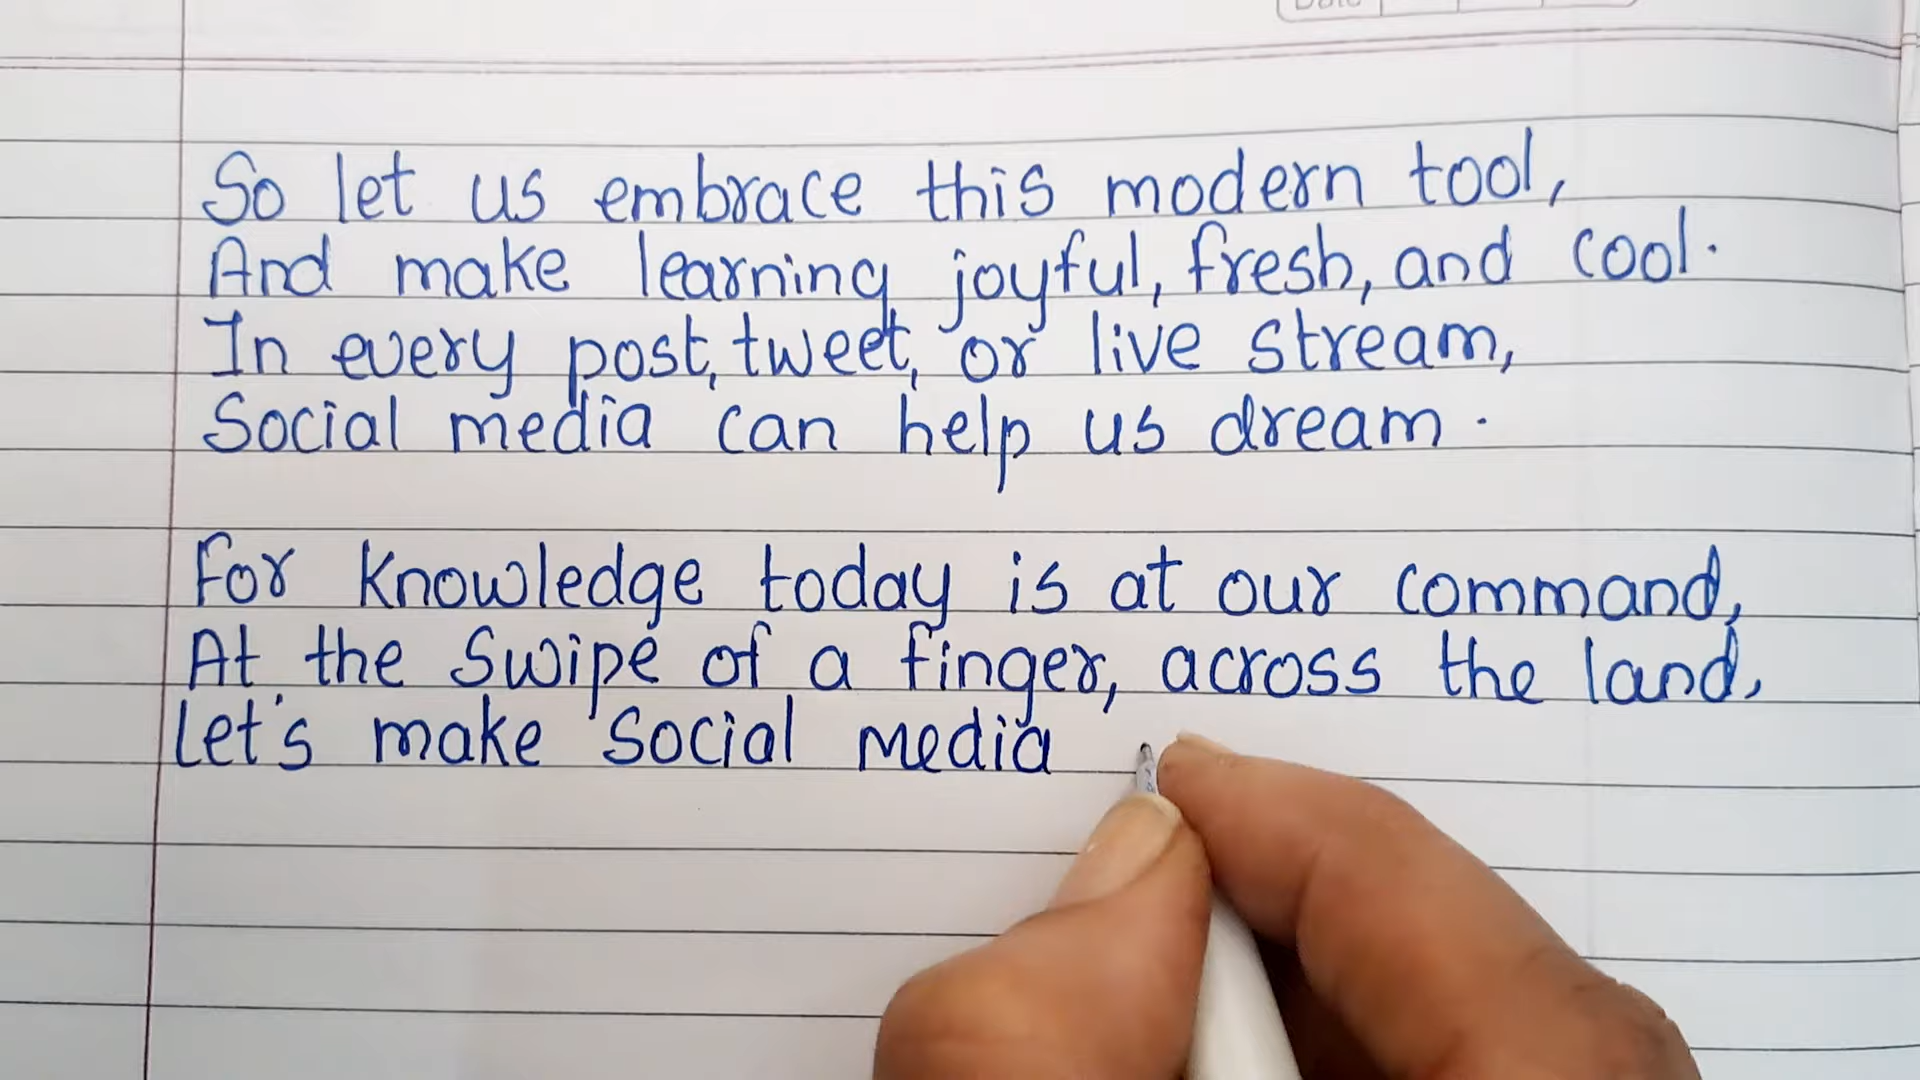 Date
So let us embrace this modern tool,
And make learning joyful, fresh, and cool.
In every post, tweet, or live stream,
Social media can help us dream.
For Knowledge today is at our command,
At the Swipe of a finger, across the land,
Let's make Social media